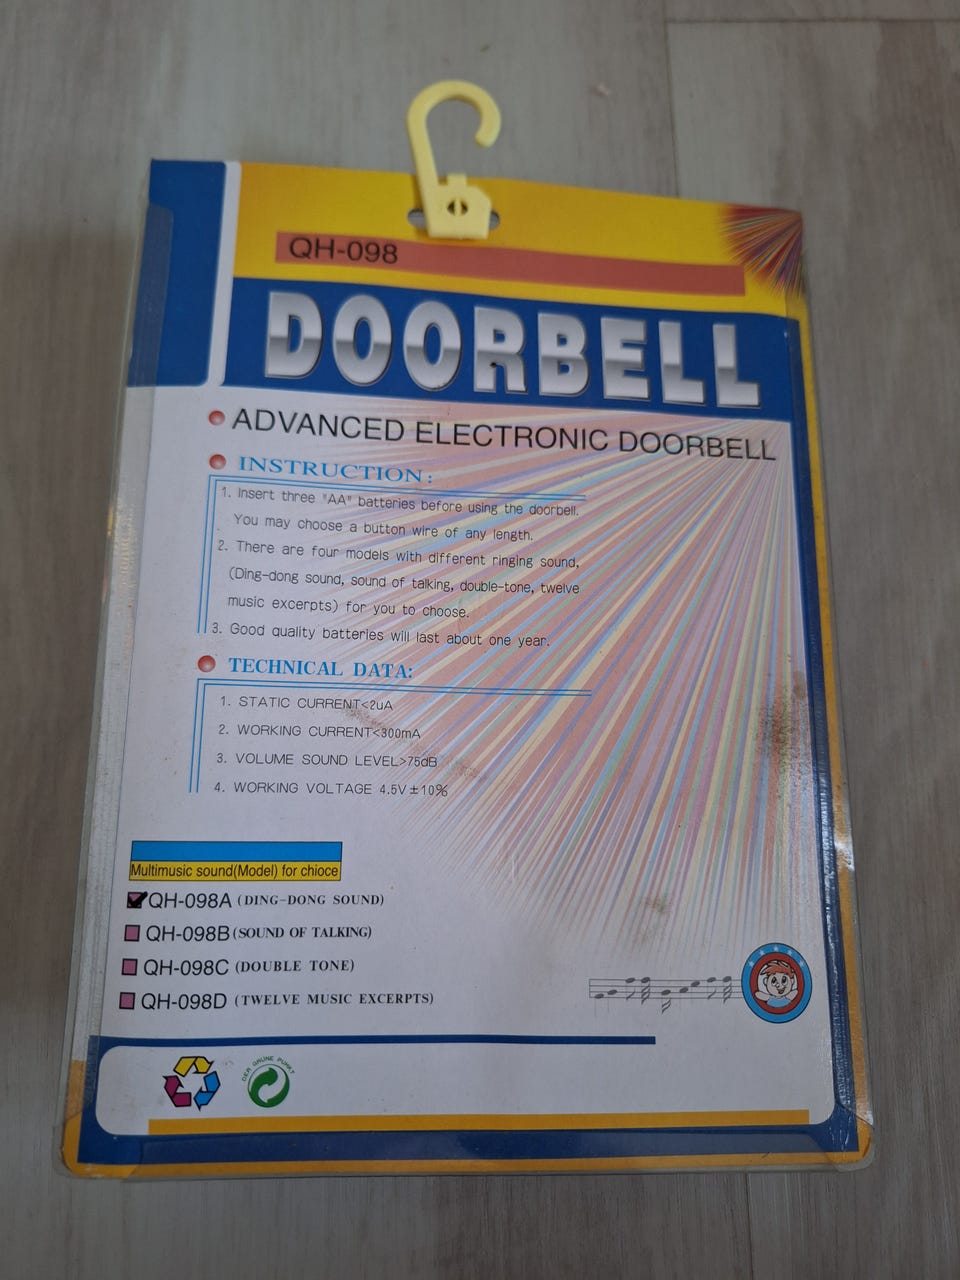 QH-098
DOORBELL
ADVANCED ELECTRONIC DOORBELL
INSTRUCTION:
1. Insert three "AA" batteries before using the doorbell.
You may choose a button wire of any length.
2. There are four models with different ringing sound,
(Ding-dong sound, sound of talking, double-tone, twelve
music excerpts) for you to choose.
3. Good quality batteries will last about one year.
TECHNICAL DATA:
1. STATIC CURRENT<2uA
2. WORKING CURRENT<300mA
3. VOLUME SOUND LEVEL>75dB
4. WORKING VOLTAGE 4.5V±10%
Multimusic sound(Model) for chioce
QH-098A (DING-DONG SOUND)
QH-098B (SOUND OF TALKING)
QH-098C (DOUBLE TONE)
QH-098D (TWELVE MUSIC EXCERPTS)
DER GRÜNE PUNKT